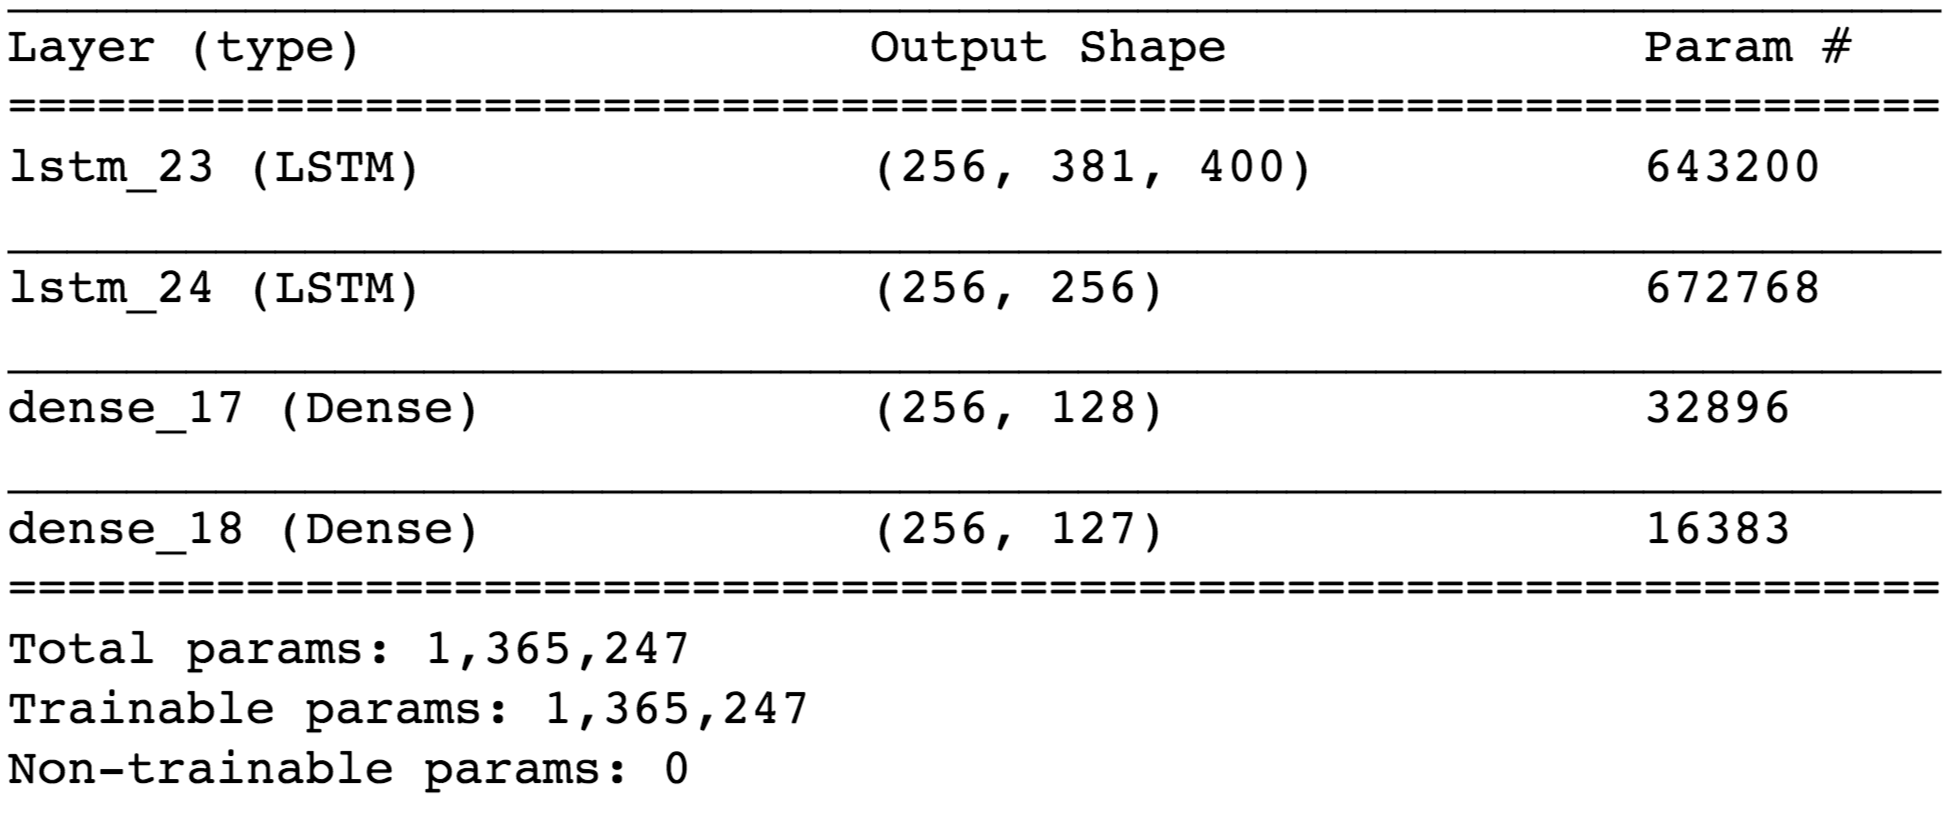 Layer (type) Output Shape Param #
lstm_23 (LSTM) (256, 381, 400) 643200
lstm_24 (LSTM) (256, 256) 672768
dense_17 (Dense) (256, 128) 32896
dense_18 (Dense) (256, 127) 16383
Total params: 1,365,247
Trainable params: 1,365,247
Non-trainable params: 0